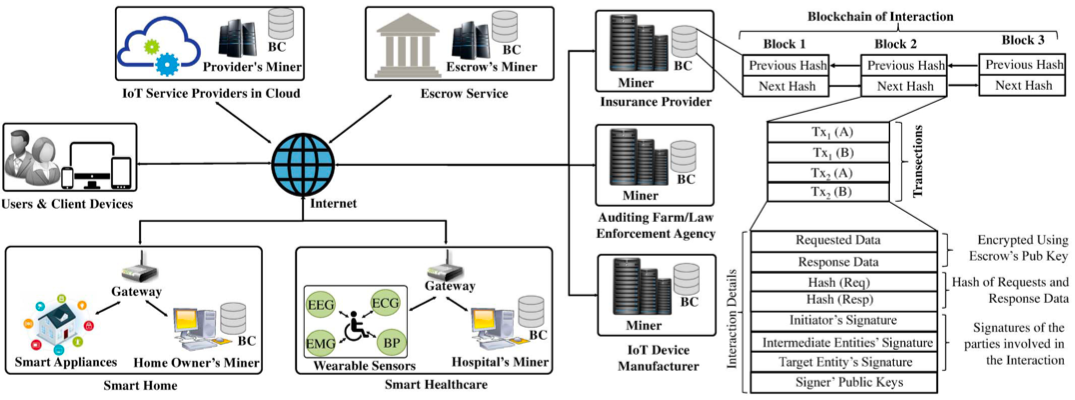 BC
Provider's Miner
IoT Service Providers in Cloud
BC
Escrow's Miner
Escrow Service
Users & Client Devices
Internet
Gateway
Smart Appliances
BC
Home Owner's Miner
Smart Home
EEG
ECG
EMG
BP
Wearable Sensors
Gateway
BC
Hospital's Miner
Smart Healthcare
BC
Miner
Insurance Provider
BC
Miner
Auditing Farm/Law
Enforcement Agency
BC
Miner
IoT Device
Manufacturer
Blockchain of Interaction
Block 1
Block 2
Block 3
Previous Hash
Previous Hash
Previous Hash
Next Hash
Next Hash
Next Hash
Tx1 (A)
Tx1 (B)
Tx2 (A)
Tx2 (B)
Transections
Interaction Details
Requested Data
Response Data
Hash (Req)
Hash (Resp)
Initiator's Signature
Intermediate Entities' Signature
Target Entity's Signature
Signer' Public Keys
Encrypted Using
Escrow's Pub Key
Hash of Requests and
Response Data
Signatures of the
parties involved in
the Interaction